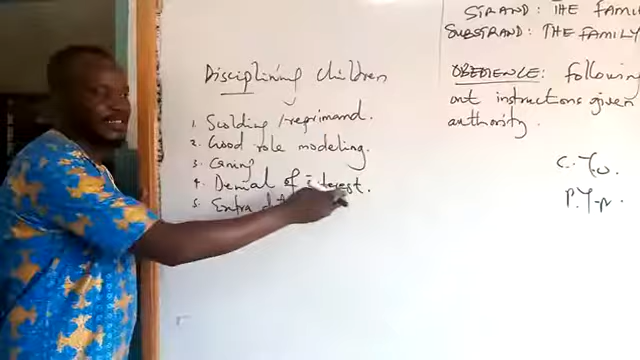 Disciplining children
1. Scolding/reprimand.
2. Good role modeling.
3. Caning
4. Denial of interest.
5. Extra
STRAND: THE FAMI
SUBSTRAND: THE FAMILY
OBEDIENCE: following
out instructions given
authority.